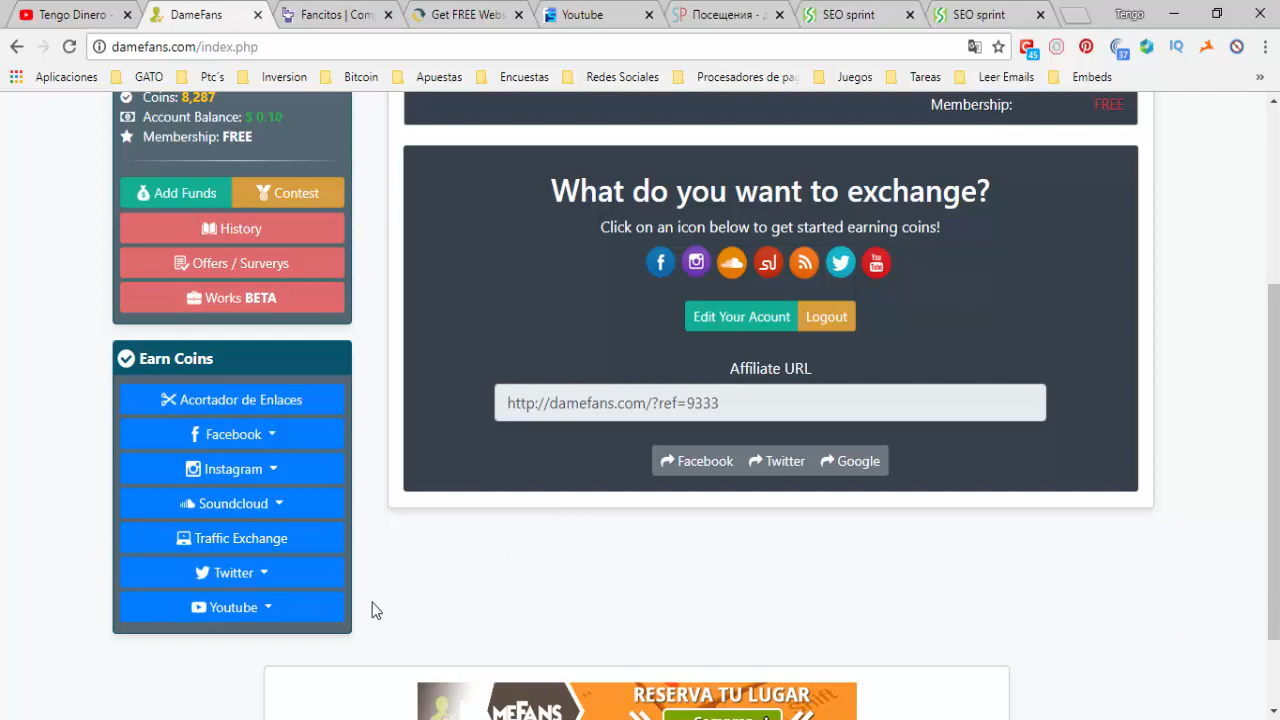 Tengo Dinero -
DameFans
Fancitos | Com
Get FREE Webs
Youtube
Посещения - 
SEO sprint
SEO sprint
Tengo
damefans.com/index.php
45
37
IQ
Aplicaciones
GATO
Ptc´s
Inversion
Bitcoin
Apuestas
Encuestas
Redes Sociales
Procesadores de pa
Juegos
Tareas
Leer Emails
Embeds
»
Coins: 8,287
Account Balance: $ 0.10
Membership: FREE
Add Funds
Contest
History
Offers / Surverys
Works BETA
Earn Coins
Acortador de Enlaces
Facebook
Instagram
Soundcloud
Traffic Exchange
Twitter
Youtube
Membership: FREE
What do you want to exchange?
Click on an icon below to get started earning coins!
You Tube
Edit Your Acount
Logout
Affiliate URL
http://damefans.com/?ref=9333
Facebook
Twitter
Google
RESERVA TU LUGAR